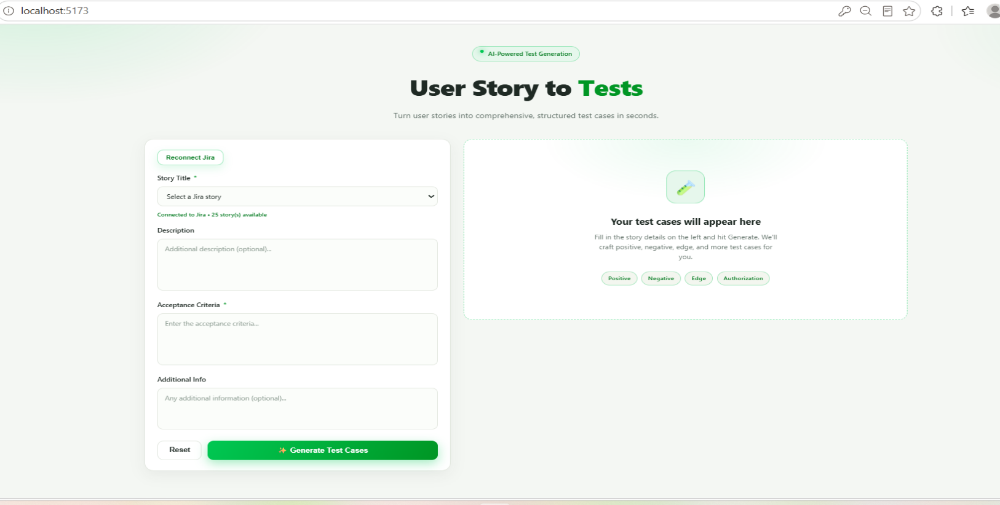 localhost:5173
AI-Powered Test Generation
User Story to Tests
Turn user stories into comprehensive, structured test cases in seconds.
Reconnect Jira
Story Title *
Select a Jira story
Connected to Jira • 25 story(s) available
Description
Additional description (optional)...
Acceptance Criteria *
Enter the acceptance criteria...
Additional Info
Any additional information (optional)...
Reset
Generate Test Cases
Your test cases will appear here
Fill in the story details on the left and hit Generate. We'll
craft positive, negative, edge, and more test cases for
you.
Positive Negative Edge Authorization